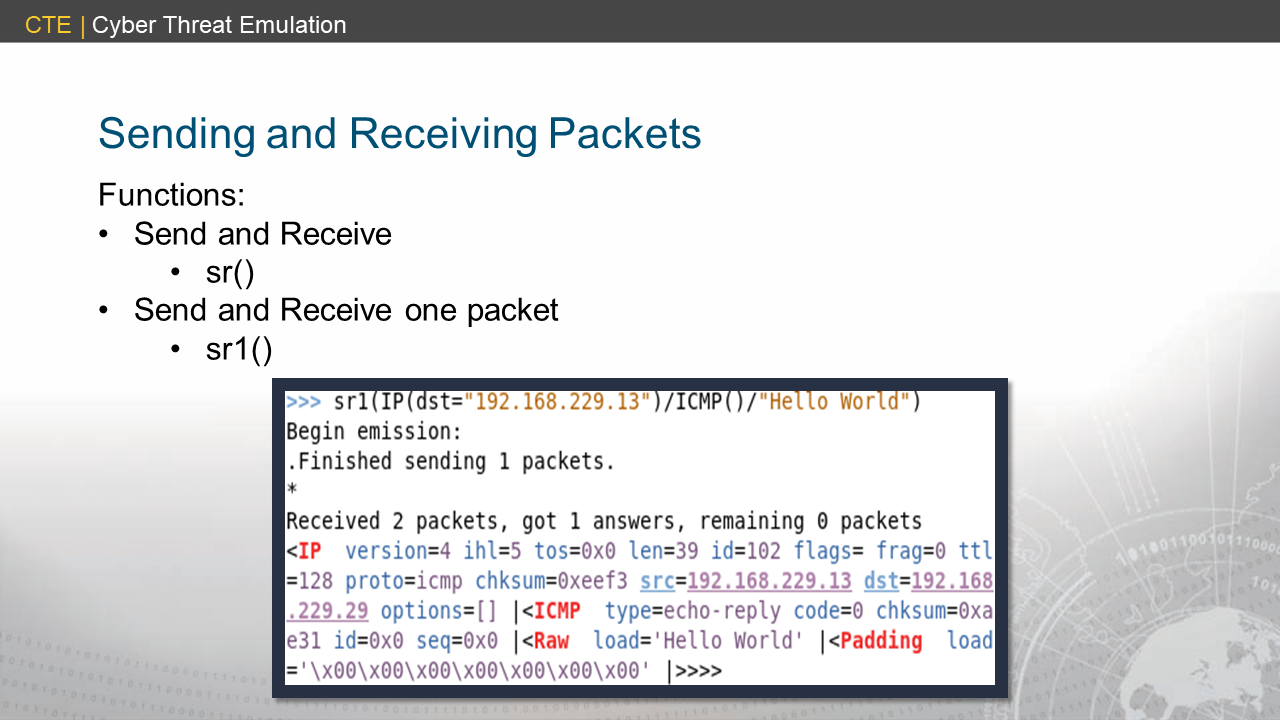 CTE | Cyber Threat Emulation
Sending and Receiving Packets
Functions:
• Send and Receive
• sr()
• Send and Receive one packet
• sr1()
>>> sr1(IP(dst="192.168.229.13")/ICMP()/"Hello World")
Begin emission:
.Finished sending 1 packets.
*
Received 2 packets, got 1 answers, remaining 0 packets
<IP  version=4 ihl=5 tos=0x0 len=39 id=102 flags= frag=0 ttl
=128 proto=icmp chksum=0xeef3 src=192.168.229.13 dst=192.168
.229.29 options=[] |<ICMP  type=echo-reply code=0 chksum=0xa
e31 id=0x0 seq=0x0 |<Raw  load='Hello World' |<Padding  load
='\x00\x00\x00\x00\x00\x00\x00' |>>>>